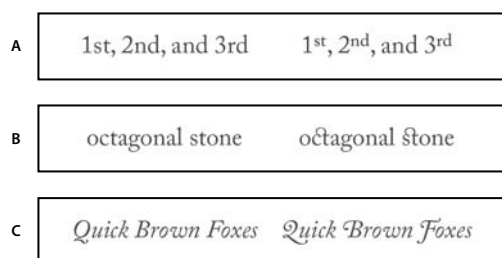 A 1st, 2nd, and 3rd 1st, 2nd, and 3rd
B octagonal stone octagonal stone
C Quick Brown Foxes Quick Brown Foxes